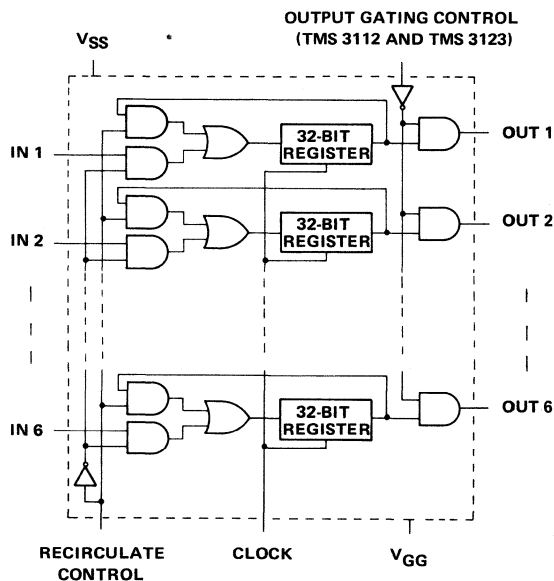 OUTPUT GATING CONTROL
(TMS 3112 AND TMS 3123)
VSS
32-BIT
REGISTER
OUT 1
IN 1
32-BIT
REGISTER
OUT 2
IN 2
32-BIT
REGISTER
OUT 6
IN 6
RECIRCULATE
CONTROL
CLOCK
VGG